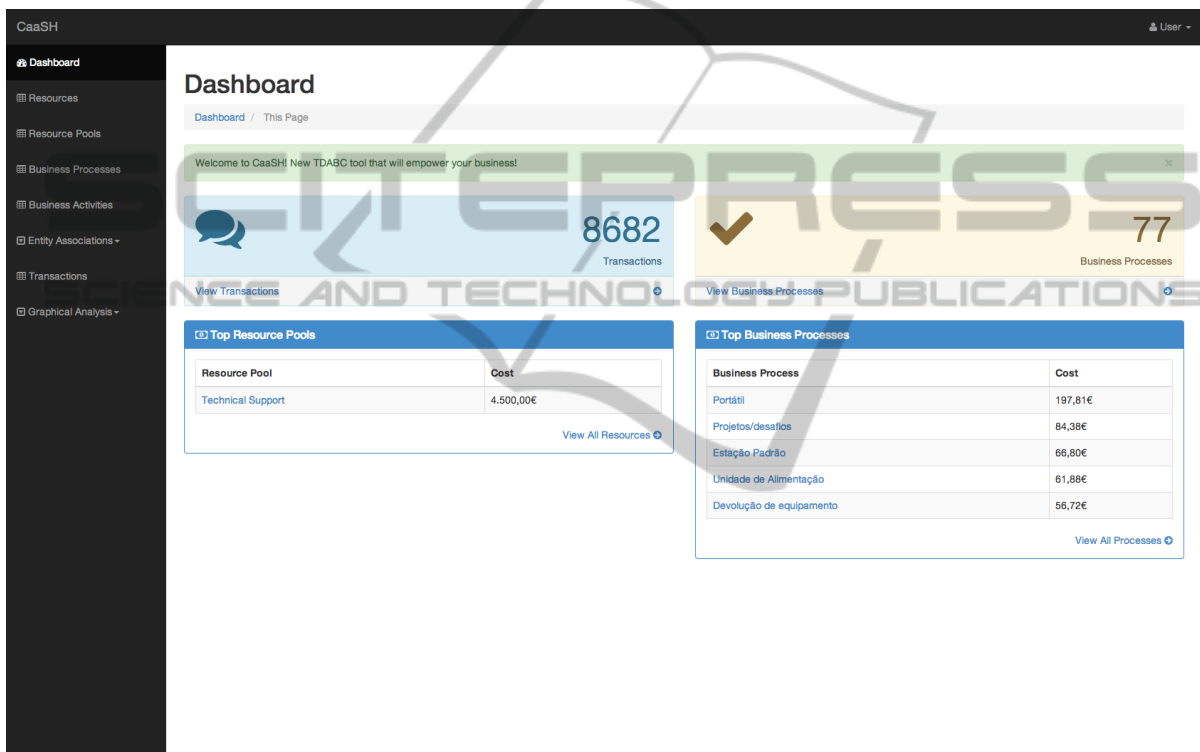 CaaSH
User
Dashboard
Resources
Resource Pools
Business Processes
Business Activities
Entity Associations
Transactions
Graphical Analysis
Dashboard
Dashboard / This Page
Welcome to CaaSH! New TDABC tool that will empower your business! ×
8682
Transactions
View Transactions
77
Business Processes
View Business Processes
Top Resource Pools
Resource Pool Cost
Technical Support 4.500,00€
View All Resources
Top Business Processes
Business Process Cost
Portátil 197,81€
Projetos/desafios 84,38€
Estação Padrão 66,80€
Unidade de Alimentação 61,88€
Devolução de equipamento 56,72€
View All Processes
SCITEPRESS
SCIENCE AND TECHNOLOGY PUBLICATIONS